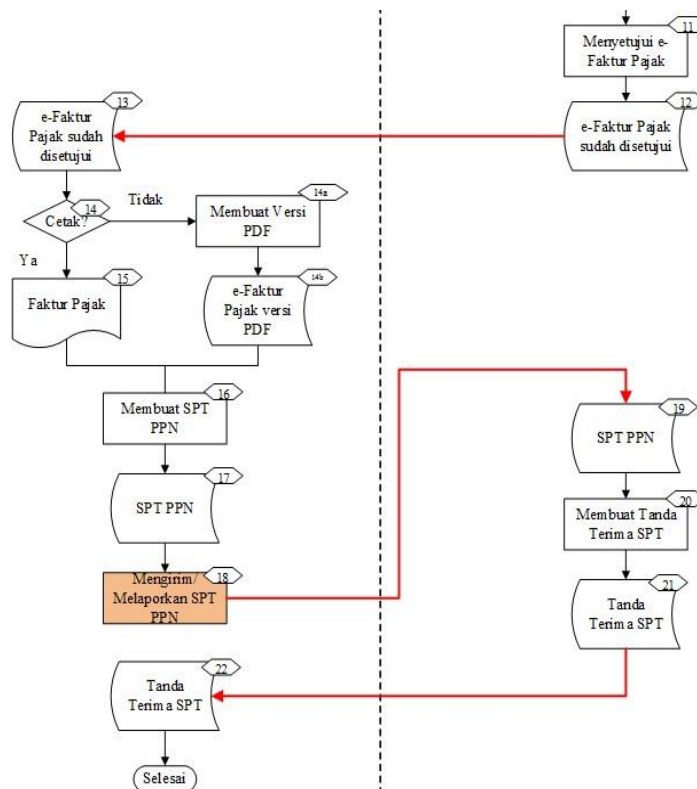 11
Menyetujui e-
Faktur Pajak
13
e-Faktur
Pajak sudah
disetujui
12
e-Faktur Pajak
sudah disetujui
14
Cetak?
Tidak
14a
Membuat Versi
PDF
Ya
15
Faktur Pajak
14b
e-Faktur
Pajak versi
PDF
16
Membuat SPT
PPN
19
SPT PPN
17
SPT PPN
20
Membuat Tanda
Terima SPT
18
Mengirim/
Melaporkan SPT
PPN
21
Tanda
Terima SPT
22
Tanda
Terima SPT
Selesai